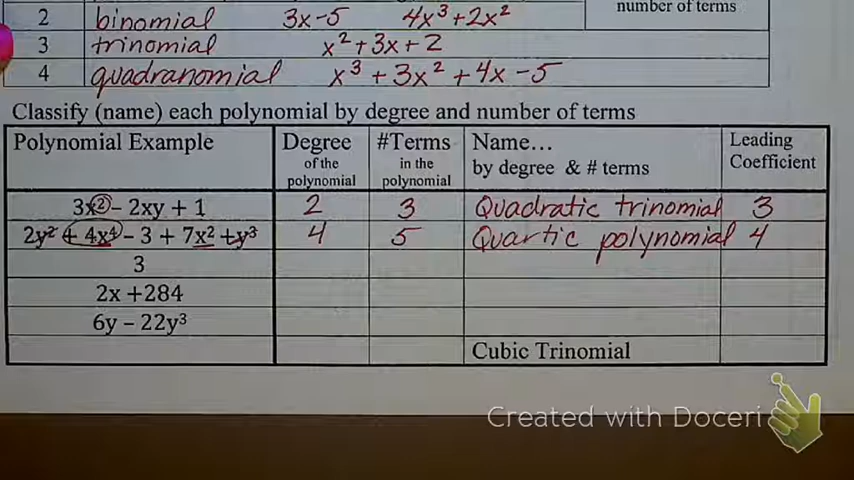 number of terms
2 binomial 3x-5 4x³+2x²
3 trinomial x²+3x+2
4 quadranomial x³+3x²+4x-5
Classify (name) each polynomial by degree and number of terms
Polynomial Example Degree of the polynomial #Terms in the polynomial Name... by degree & # terms Leading Coefficient
3x² – 2xy + 1 2 3 Quadratic trinomial 3
2y² + 4x⁴ – 3 + 7x² + y³ 4 5 Quartic polynomial 4
3
2x +284
6y – 22y³
Cubic Trinomial
Created with Doceri